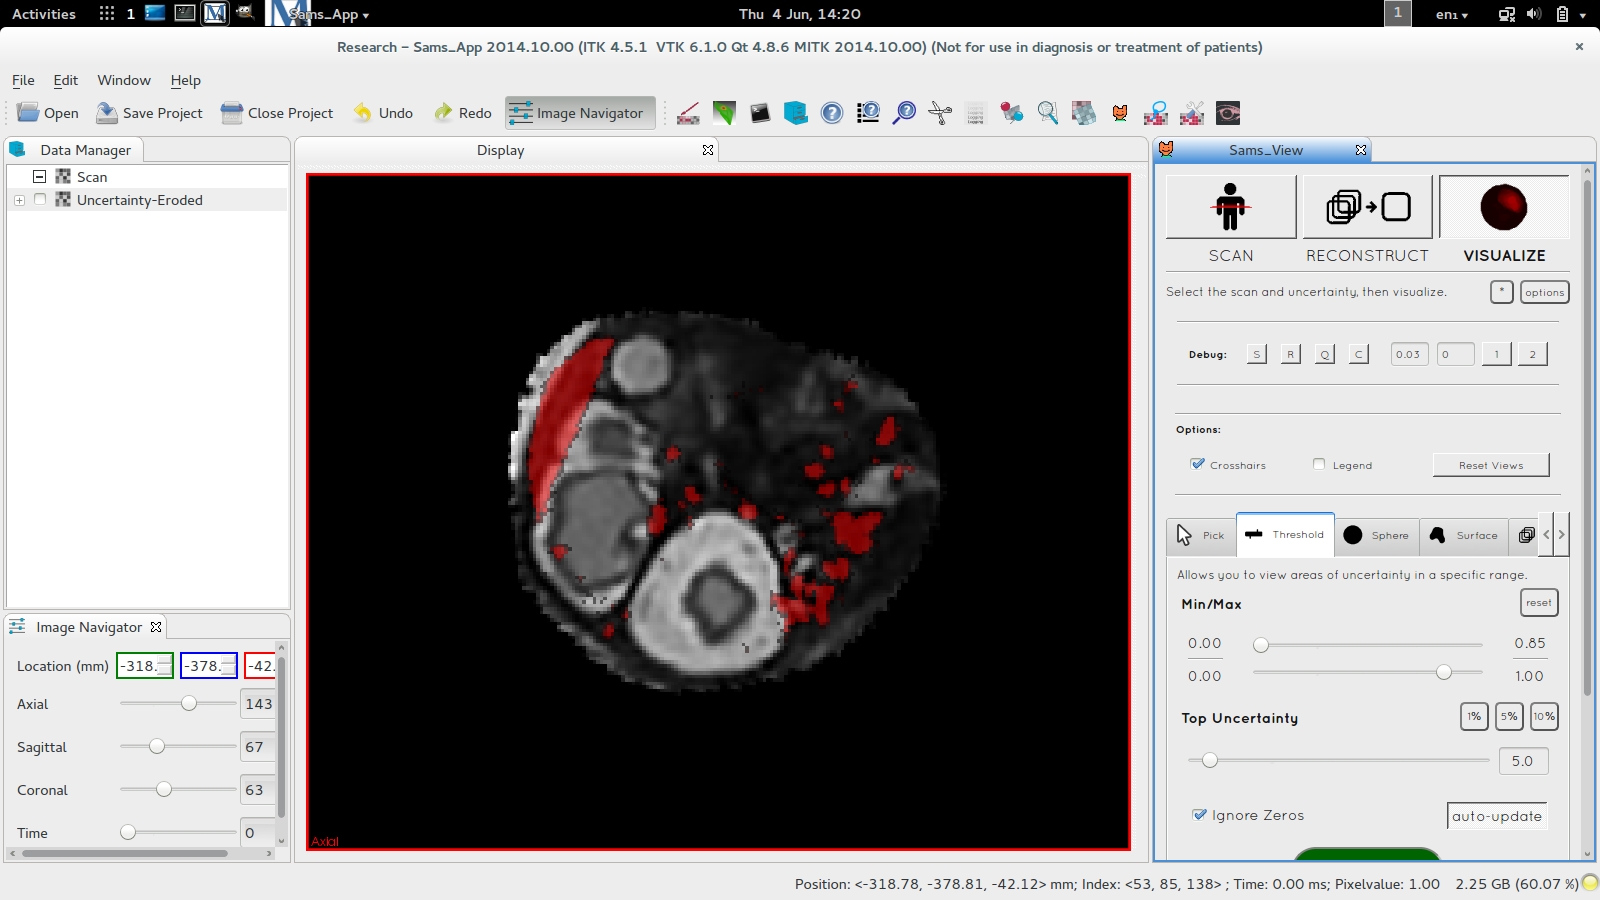 Activities 1 Sams_App Thu 4 Jun, 14:20 1 en₁
Research – Sams_App 2014.10.00 (ITK 4.5.1 VTK 6.1.0 Qt 4.8.6 MITK 2014.10.00) (Not for use in diagnosis or treatment of patients)
File Edit Window Help
Open Save Project Close Project Undo Redo Image Navigator
Data Manager
Scan
Uncertainty-Eroded
Display
Axial
Image Navigator
Location (mm) -318. -378. -42.
Axial 143
Sagittal 67
Coronal 63
Time 0
Sams_View
SCAN RECONSTRUCT VISUALIZE
Select the scan and uncertainty, then visualize. * options
Debug: S R Q C 0.03 0 1 2
Options:
Crosshairs Legend Reset Views
Pick Threshold Sphere Surface
Allows you to view areas of uncertainty in a specific range.
Min/Max reset
0.00 0.85
0.00 1.00
Top Uncertainty 1% 5% 10%
5.0
Ignore Zeros auto-update
Position: <-318.78, -378.81, -42.12> mm; Index: <53, 85, 138> ; Time: 0.00 ms; Pixelvalue: 1.00 2.25 GB (60.07 %)